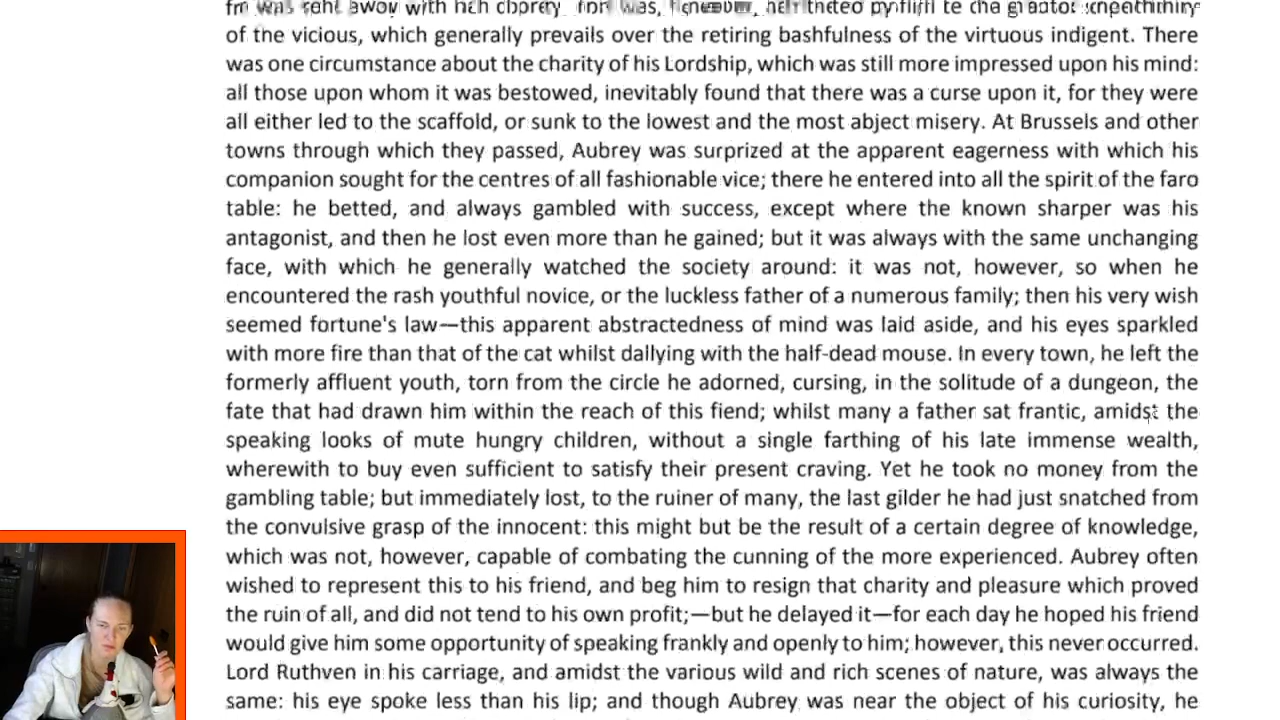 of the vicious, which generally prevails over the retiring bashfulness of the virtuous indigent. There
was one circumstance about the charity of his Lordship, which was still more impressed upon his mind:
all those upon whom it was bestowed, inevitably found that there was a curse upon it, for they were
all either led to the scaffold, or sunk to the lowest and the most abject misery. At Brussels and other
towns through which they passed, Aubrey was surprized at the apparent eagerness with which his
companion sought for the centres of all fashionable vice; there he entered into all the spirit of the faro
table: he betted, and always gambled with success, except where the known sharper was his
antagonist, and then he lost even more than he gained; but it was always with the same unchanging
face, with which he generally watched the society around: it was not, however, so when he
encountered the rash youthful novice, or the luckless father of a numerous family; then his very wish
seemed fortune's law—this apparent abstractedness of mind was laid aside, and his eyes sparkled
with more fire than that of the cat whilst dallying with the half-dead mouse. In every town, he left the
formerly affluent youth, torn from the circle he adorned, cursing, in the solitude of a dungeon, the
fate that had drawn him within the reach of this fiend; whilst many a father sat frantic, amidst the
speaking looks of mute hungry children, without a single farthing of his late immense wealth,
wherewith to buy even sufficient to satisfy their present craving. Yet he took no money from the
gambling table; but immediately lost, to the ruiner of many, the last gilder he had just snatched from
the convulsive grasp of the innocent: this might but be the result of a certain degree of knowledge,
which was not, however, capable of combating the cunning of the more experienced. Aubrey often
wished to represent this to his friend, and beg him to resign that charity and pleasure which proved
the ruin of all, and did not tend to his own profit;—but he delayed it—for each day he hoped his friend
would give him some opportunity of speaking frankly and openly to him; however, this never occurred.
Lord Ruthven in his carriage, and amidst the various wild and rich scenes of nature, was always the
same: his eye spoke less than his lip; and though Aubrey was near the object of his curiosity, he